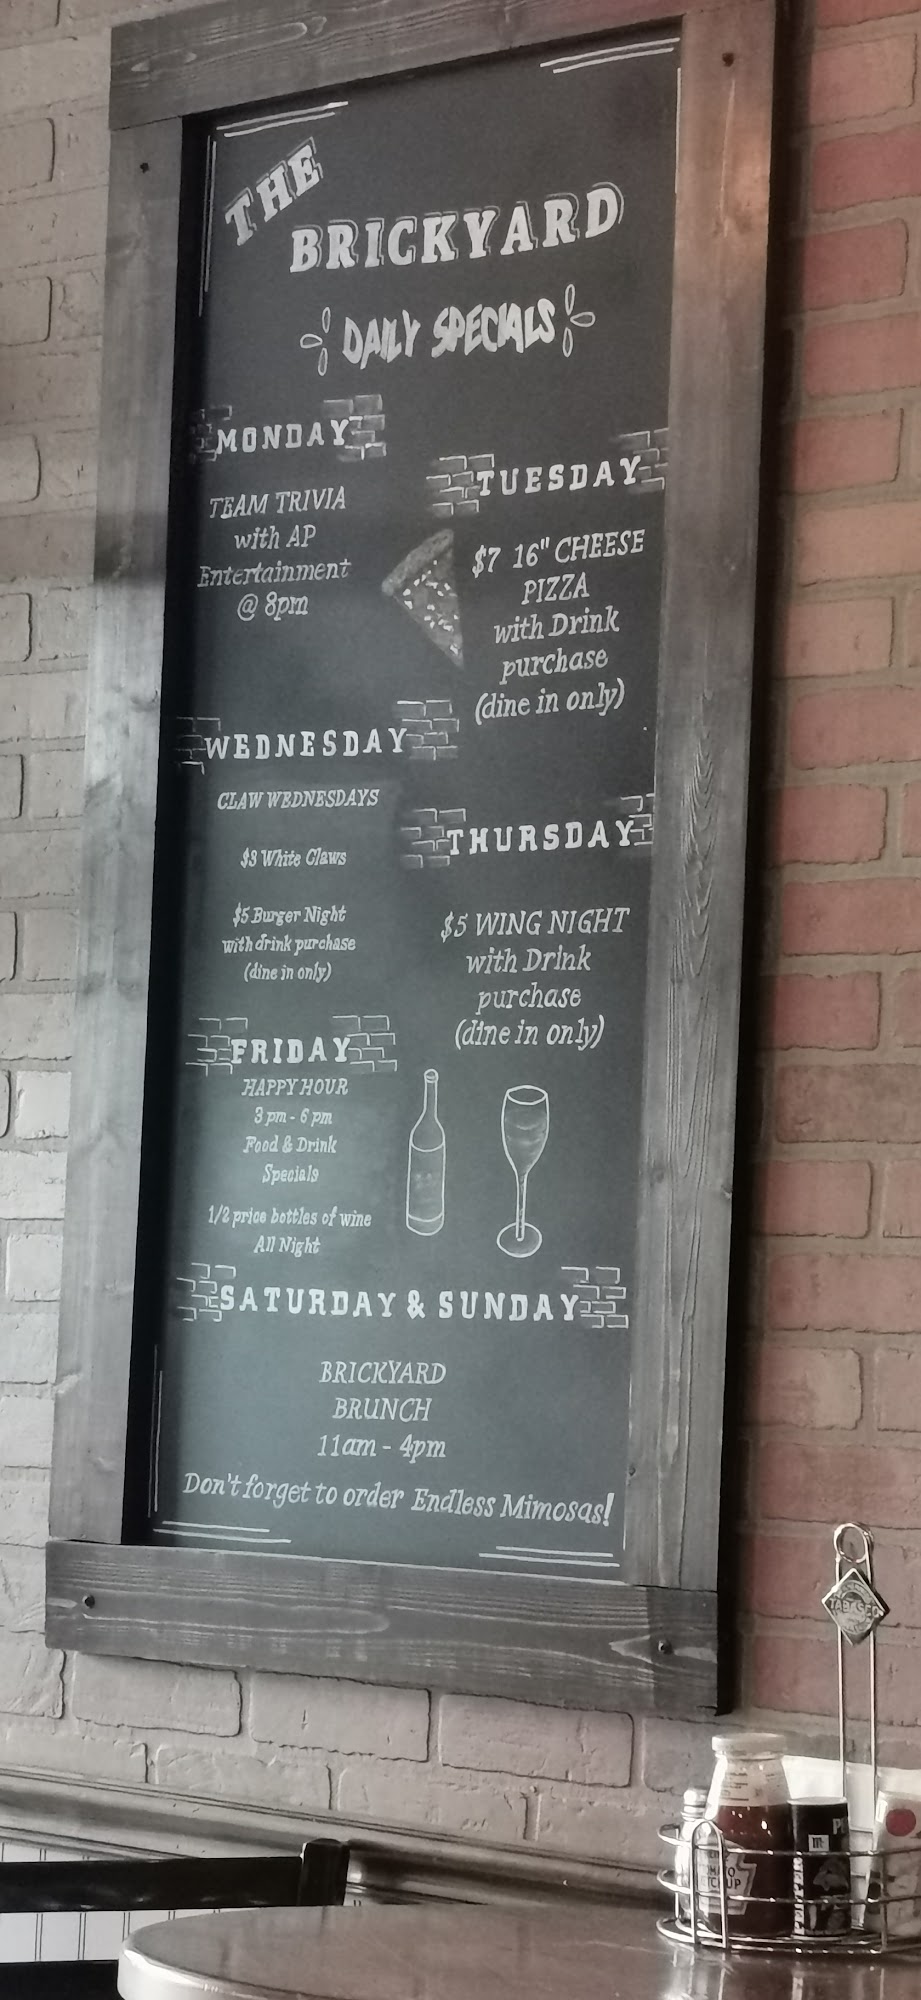 THE
BRICKYARD
DAILY SPECIALS
MONDAY
TEAM TRIVIA
with AP
Entertainment
@ 8pm
TUESDAY
$7 16" CHEESE
PIZZA
with Drink
purchase
(dine in only)
WEDNESDAY
CLAW WEDNESDAYS
$3 White Claws
$5 Burger Night
with drink purchase
(dine in only)
THURSDAY
$5 WING NIGHT
with Drink
purchase
(dine in only)
FRIDAY
HAPPY HOUR
3 pm - 6 pm
Food & Drink
Specials
1/2 price bottles of wine
All Night
SATURDAY & SUNDAY
BRICKYARD
BRUNCH
11am - 4pm
Don't forget to order Endless Mimosas!
TABASCO
TOMATO
KETCHUP